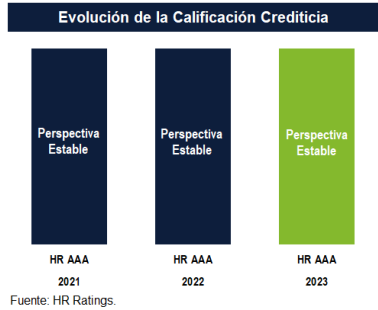 Evolución de la Calificación Crediticia
Perspectiva Estable
Perspectiva Estable
Perspectiva Estable
HR AAA
HR AAA
HR AAA
2021
2022
2023
Fuente: HR Ratings.